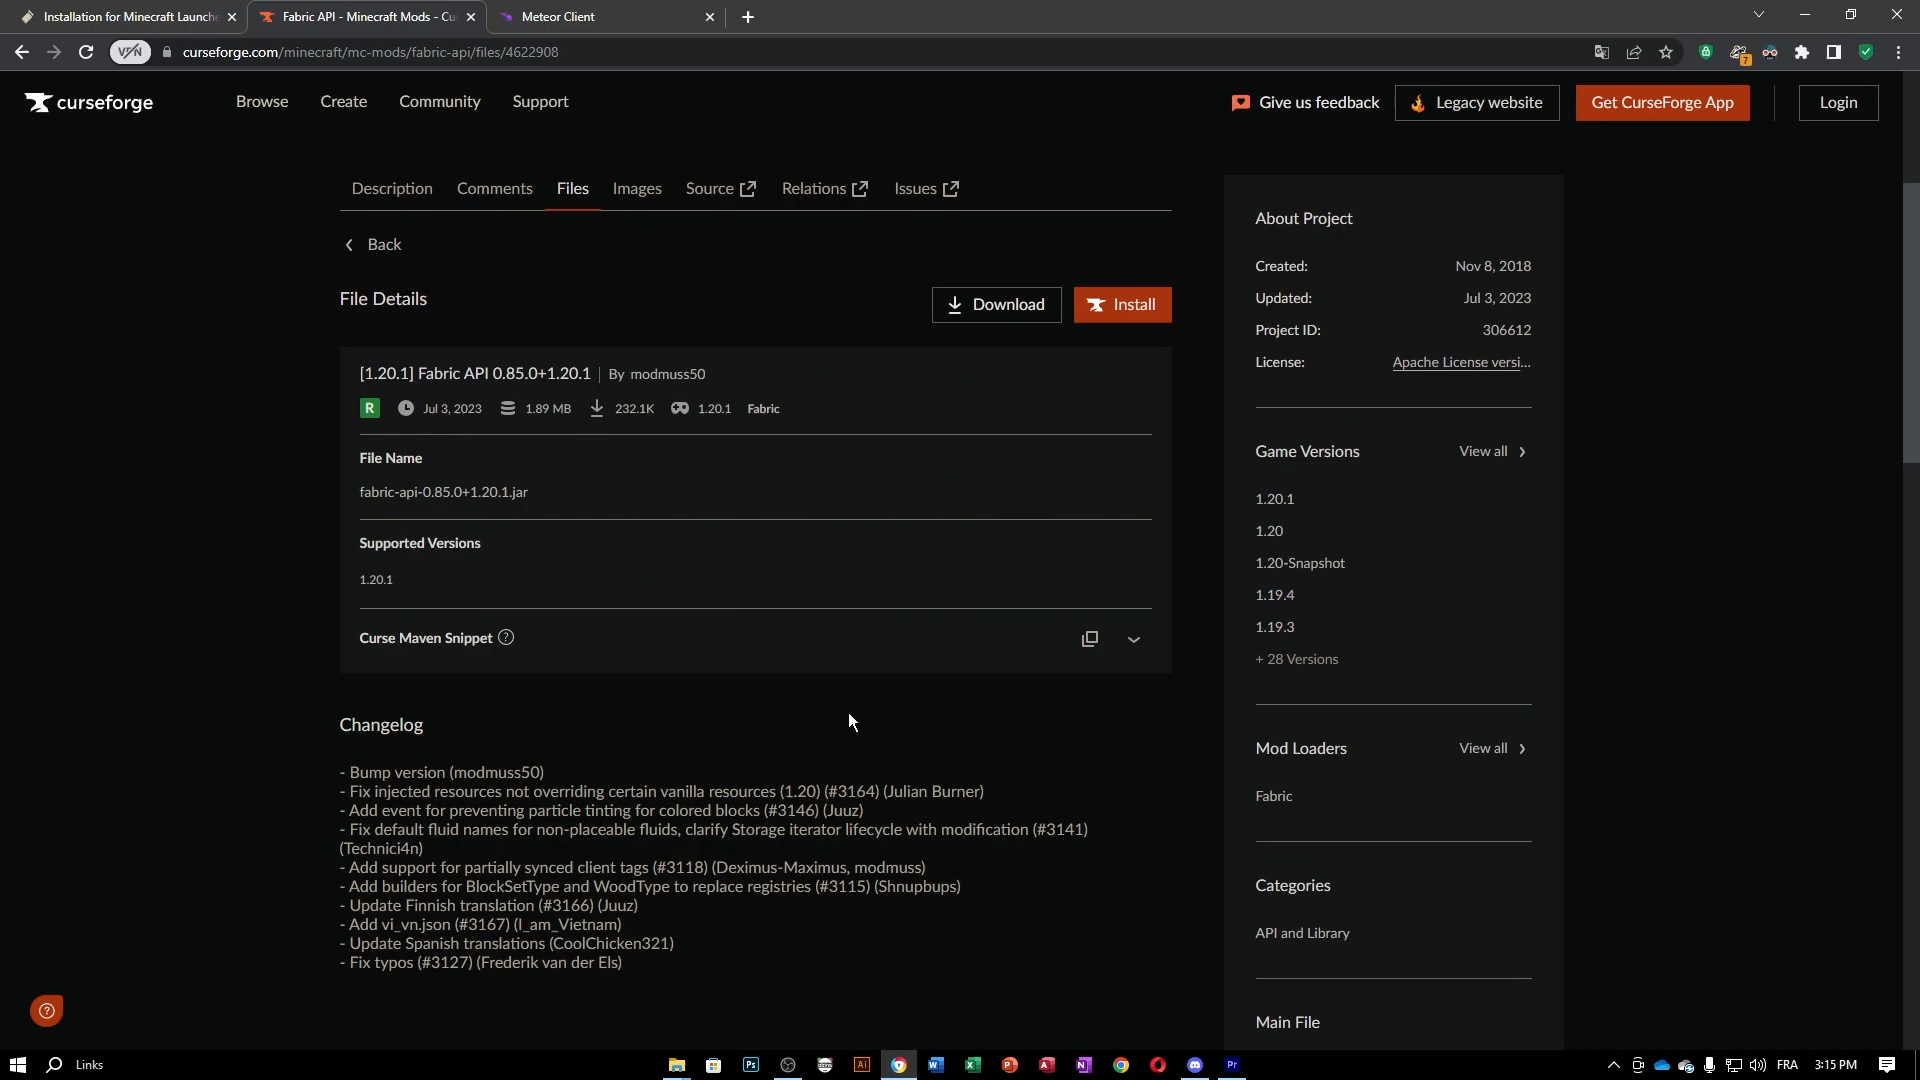 Installation for Minecraft Launche
Fabric API - Minecraft Mods - Cu
Meteor Client
VPN
curseforge.com/minecraft/mc-mods/fabric-api/files/4622908
7
curseforge
Browse
Create
Community
Support
Give us feedback
Legacy website
Get CurseForge App
Login
Description
Comments
Files
Images
Source
Relations
Issues
Back
File Details
Download
Install
[1.20.1] Fabric API 0.85.0+1.20.1 | By modmuss50
R Jul 3, 2023 1.89 MB 232.1K 1.20.1 Fabric
File Name
fabric-api-0.85.0+1.20.1.jar
Supported Versions
1.20.1
Curse Maven Snippet ?
Changelog
- Bump version (modmuss50)
- Fix injected resources not overriding certain vanilla resources (1.20) (#3164) (Julian Burner)
- Add event for preventing particle tinting for colored blocks (#3146) (Juuz)
- Fix default fluid names for non-placeable fluids, clarify Storage iterator lifecycle with modification (#3141)
(Technici4n)
- Add support for partially synced client tags (#3118) (Deximus-Maximus, modmuss)
- Add builders for BlockSetType and WoodType to replace registries (#3115) (Shnupbups)
- Update Finnish translation (#3166) (Juuz)
- Add vi_vn.json (#3167) (I_am_Vietnam)
- Update Spanish translations (CoolChicken321)
- Fix typos (#3127) (Frederik van der Els)
About Project
Created: Nov 8, 2018
Updated: Jul 3, 2023
Project ID: 306612
License: Apache License versi...
Game Versions View all
1.20.1
1.20
1.20-Snapshot
1.19.4
1.19.3
+ 28 Versions
Mod Loaders View all
Fabric
Categories
API and Library
Main File
?
Links
Ps
Ai
W
X
P
A
N
Pr
FRA
3:15 PM